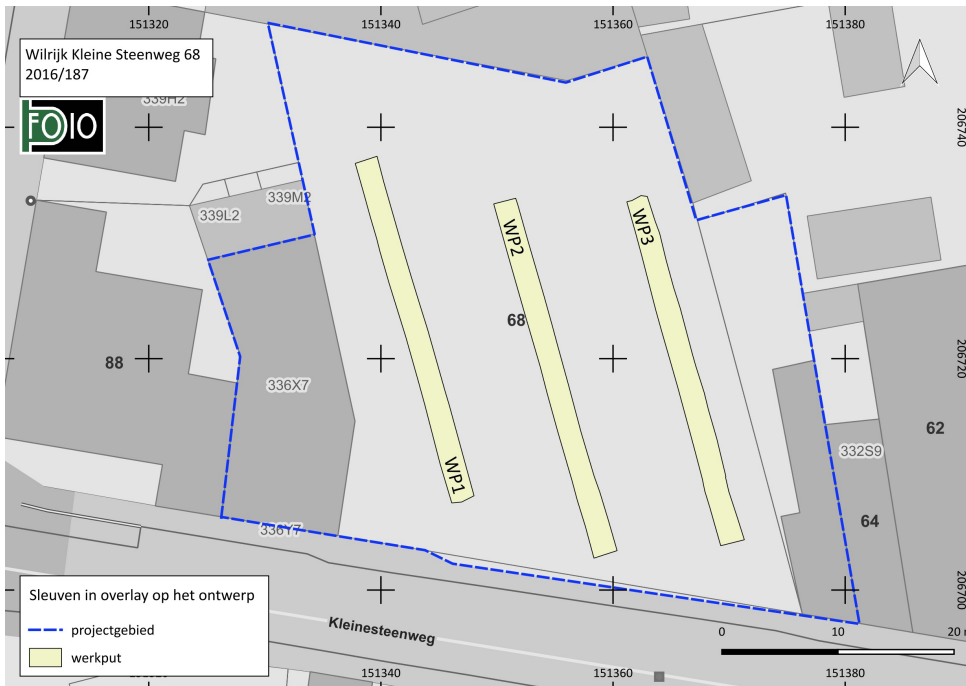 151320
151340
151360
151380
Wilrijk Kleine Steenweg 68
2016/187
339H2
FODIO
206740
339M2
339L2
WP2
WP3
68
206720
88
336X7
62
332S9
WP1
64
336Y7
206700
Sleuven in overlay op het ontwerp
projectgebied
werkput
Kleinesteenweg
0
10
20 m
151340
151360
151380